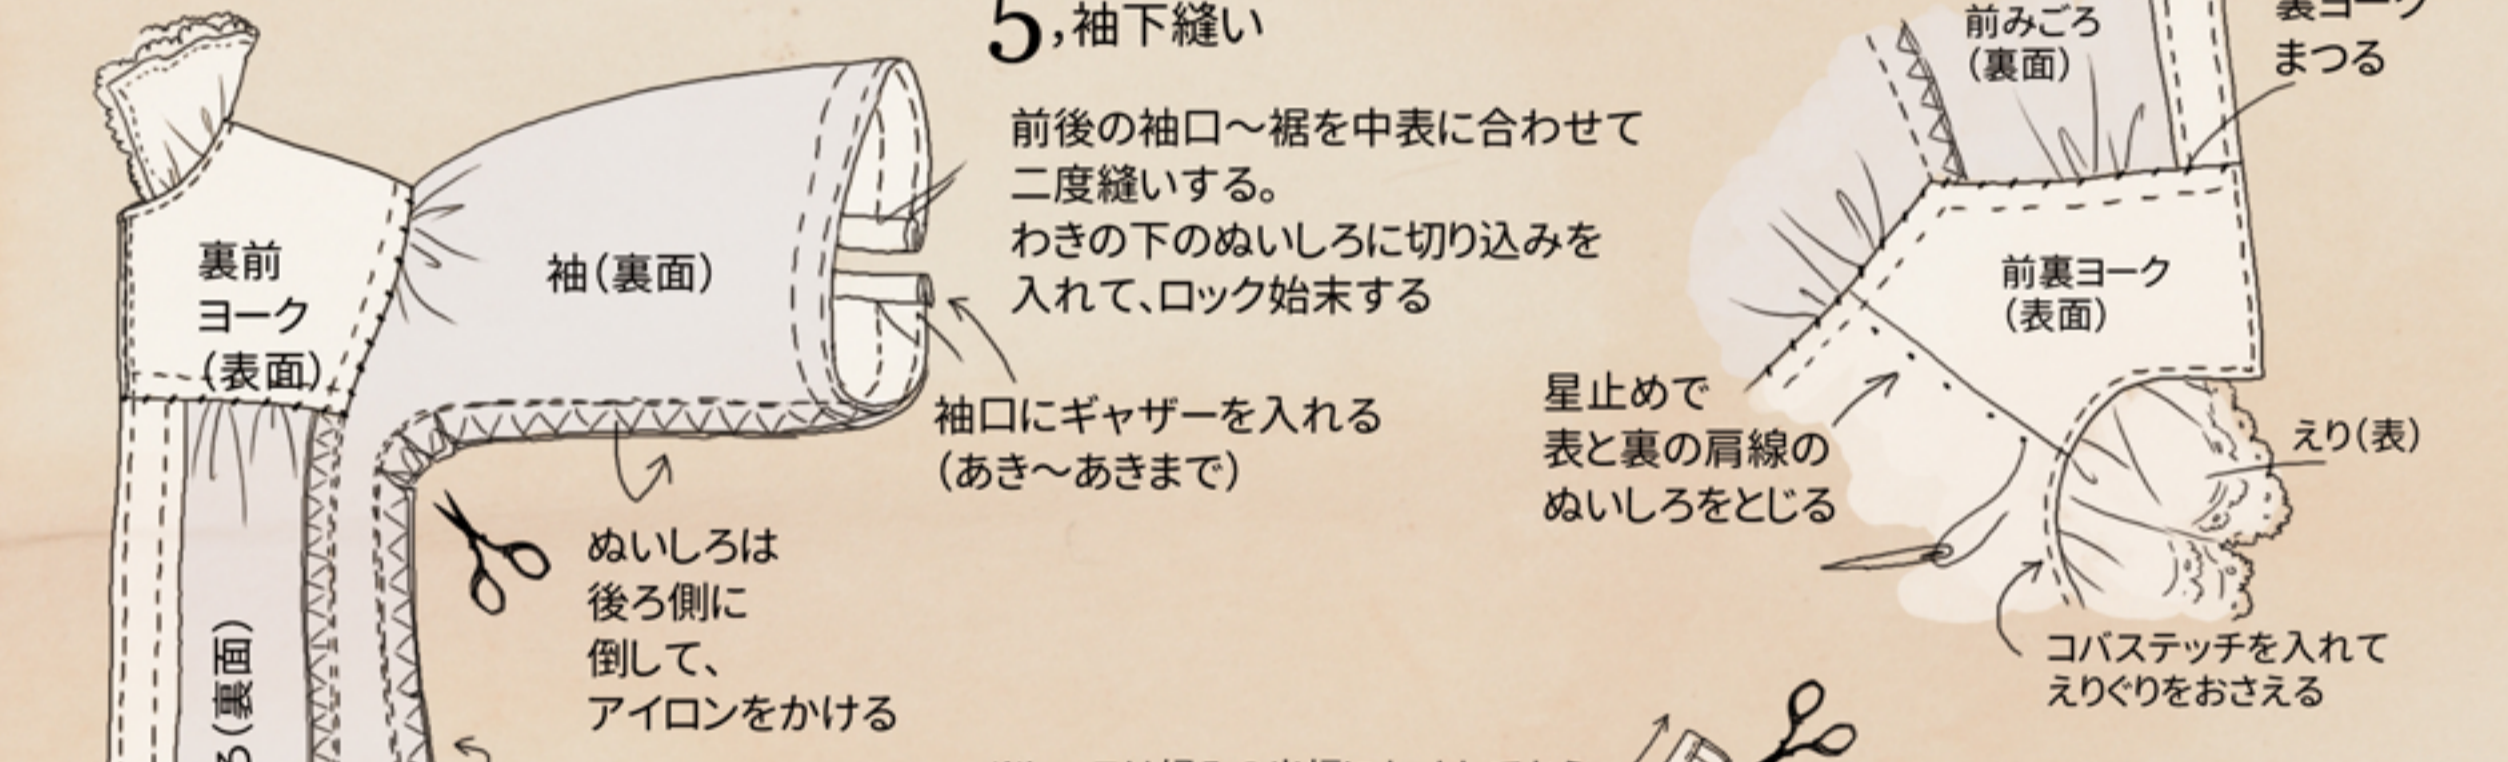 5,袖下縫い
前後の袖口〜裾を中表に合わせて
二度縫いする。
わきの下のぬいしろに切り込みを
入れて、ロック始末する
裏前
ヨーク
(表面)
袖(裏面)
袖口にギャザーを入れる
(あき〜あきまで)
ぬいしろは
後ろ側に
倒して、
アイロンをかける
ろ(裏面)
前みごろ
(裏面)
裏ヨーク
まつる
前裏ヨーク
(表面)
星止めで
表と裏の肩線の
ぬいしろをとじる
えり(表)
コバステッチを入れて
えりぐりをおさえる